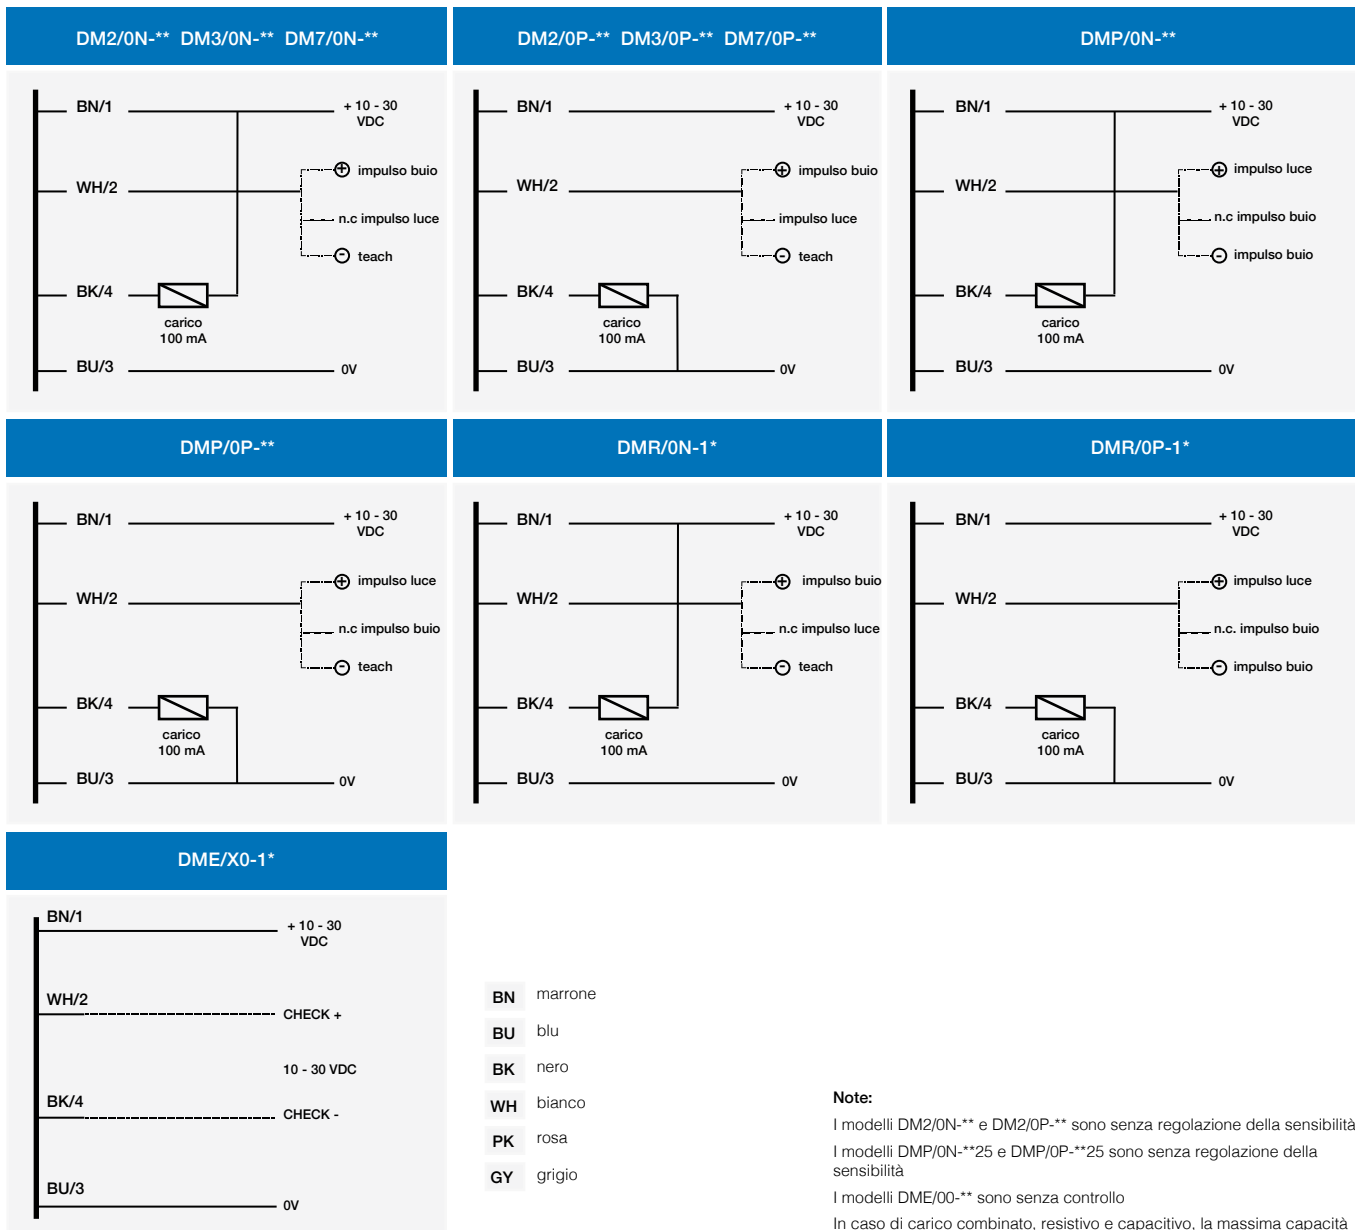 DM2/0N-** DM3/0N-** DM7/0N-**
BN/1
+ 10 - 30
VDC
impulso buio
WH/2
n.c impulso luce
teach
BK/4
carico
100 mA
BU/3
0V
DM2/0P-** DM3/0P-** DM7/0P-**
BN/1
+ 10 - 30
VDC
impulso buio
WH/2
impulso luce
teach
BK/4
carico
100 mA
BU/3
0V
DMP/0N-**
BN/1
+ 10 - 30
VDC
impulso luce
WH/2
n.c impulso buio
impulso buio
BK/4
carico
100 mA
BU/3
0V
DMP/0P-**
BN/1
+ 10 - 30
VDC
impulso luce
WH/2
n.c impulso buio
teach
BK/4
carico
100 mA
BU/3
0V
DMR/0N-1*
BN/1
+ 10 - 30
VDC
impulso buio
WH/2
n.c impulso luce
teach
BK/4
carico
100 mA
BU/3
0V
DMR/0P-1*
BN/1
+ 10 - 30
VDC
impulso luce
WH/2
n.c. impulso buio
impulso buio
BK/4
carico
100 mA
BU/3
0V
DME/X0-1*
BN/1
+ 10 - 30
VDC
WH/2
CHECK +
10 - 30 VDC
BK/4
CHECK -
BU/3
0V
BN marrone
BU blu
BK nero
WH bianco
PK rosa
GY grigio
Note:
I modelli DM2/0N-** e DM2/0P-** sono senza regolazione della sensibilità
I modelli DMP/0N-**25 e DMP/0P-**25 sono senza regolazione della
sensibilità
I modelli DME/00-** sono senza controllo
In caso di carico combinato, resistivo e capacitivo, la massima capacità